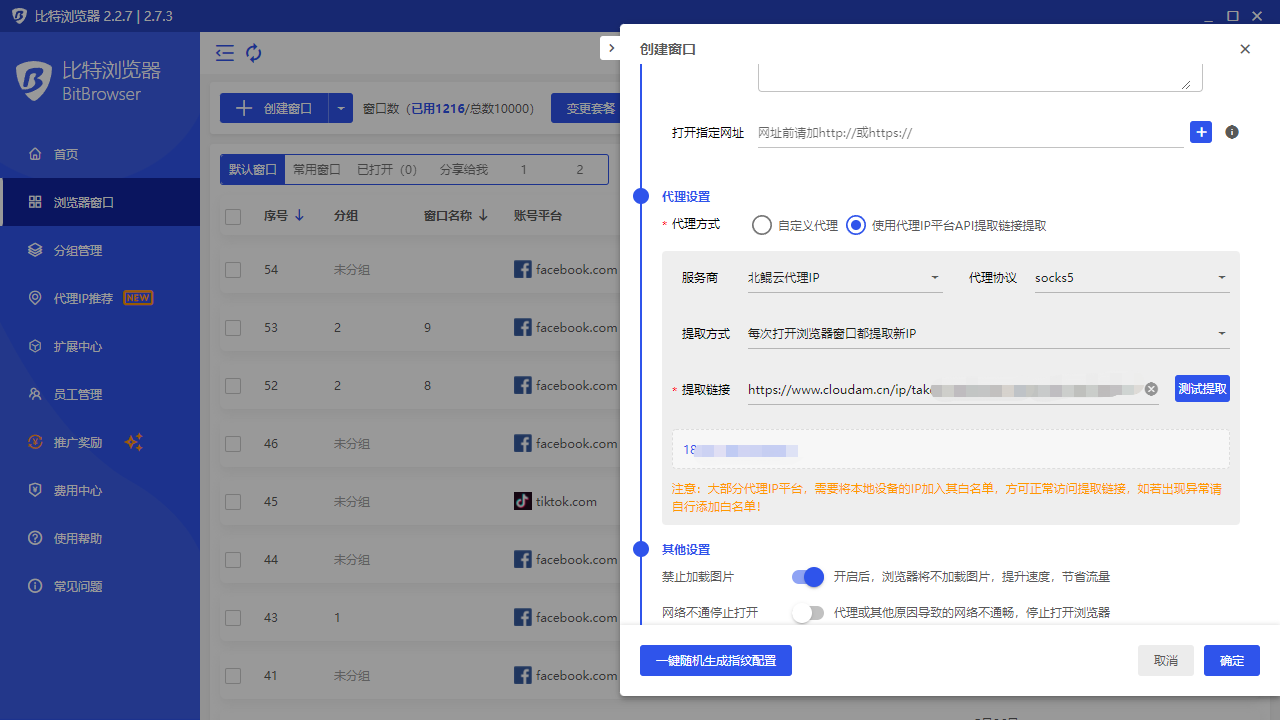 比特浏览器 2.2.7 | 2.7.3
比特浏览器
BitBrowser
首页
浏览器窗口
分组管理
代理IP推荐 NEW
扩展中心
员工管理
推广奖励
费用中心
使用帮助
常见问题
创建窗口 窗口数（已用1216/总数10000） 变更套餐
默认窗口 常用窗口 已打开（0） 分享给我 1 2
序号 分组 窗口名称 账号平台
54 未分组 facebook.com
53 2 9 facebook.com
52 2 8 facebook.com
46 未分组 facebook.com
45 未分组 tiktok.com
44 未分组 facebook.com
43 1 facebook.com
41 未分组 facebook.com
创建窗口
打开指定网址 网址前请加http://或https://
代理设置
* 代理方式 自定义代理 使用代理IP平台API提取链接提取
服务商 北鲲云代理IP 代理协议 socks5
提取方式 每次打开浏览器窗口都提取新IP
* 提取链接 https://www.cloudam.cn/ip/take 测试提取
18
注意：大部分代理IP平台，需要将本地设备的IP加入其白名单，方可正常访问提取链接，如若出现异常请
自行添加白名单！
其他设置
禁止加载图片 开启后，浏览器将不加载图片，提升速度，节省流量
网络不通停止打开 代理或其他原因导致的网络不通畅，停止打开浏览器
一键随机生成指纹配置 取消 确定